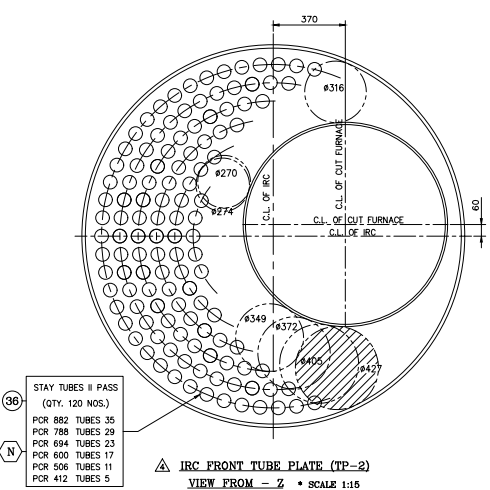 370
ø316
C.L. OF IRC
C.L. OF CUT FURNACE
ø270
ø274
60
C.L. OF CUT FURNACE
C.L. OF IRC
ø349
ø372
ø405
ø427
36
N
STAY TUBES II PASS
(QTY. 120 NOS.)
PCR 882 TUBES 35
PCR 788 TUBES 29
PCR 694 TUBES 23
PCR 600 TUBES 17
PCR 506 TUBES 11
PCR 412 TUBES 5
4 IRC FRONT TUBE PLATE (TP-2)
VIEW FROM - Z * SCALE 1:15